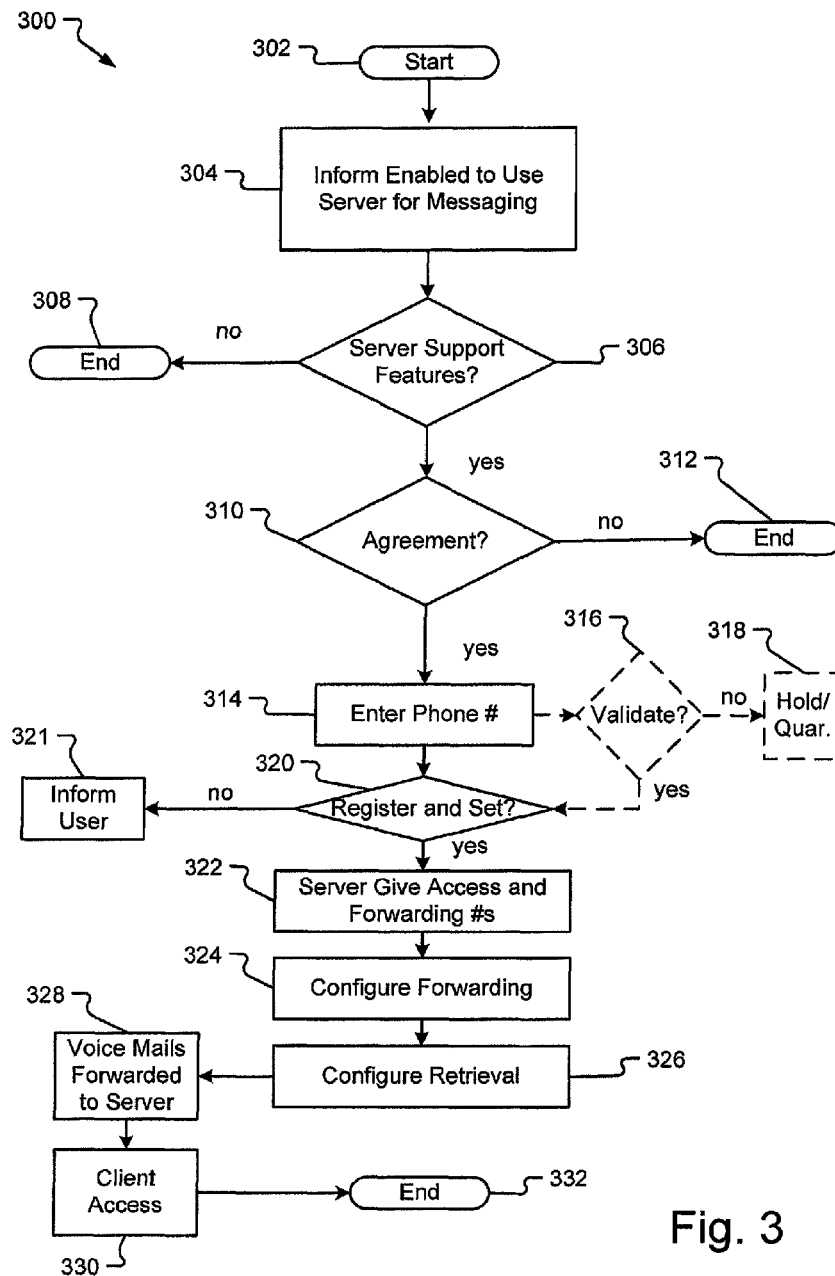 300
302
Start
304
Inform Enabled to Use
Server for Messaging
308
no
End
Server Support
Features?
306
yes
312
310
Agreement?
no
End
yes
316
318
314
Enter Phone #
Validate?
no
Hold/
Quar.
321
320
yes
Inform
User
no
Register and Set?
yes
322
Server Give Access and
Forwarding #s
324
Configure Forwarding
328
Voice Mails
Forwarded
to Server
Configure Retrieval
326
Client
Access
End
332
330
Fig. 3